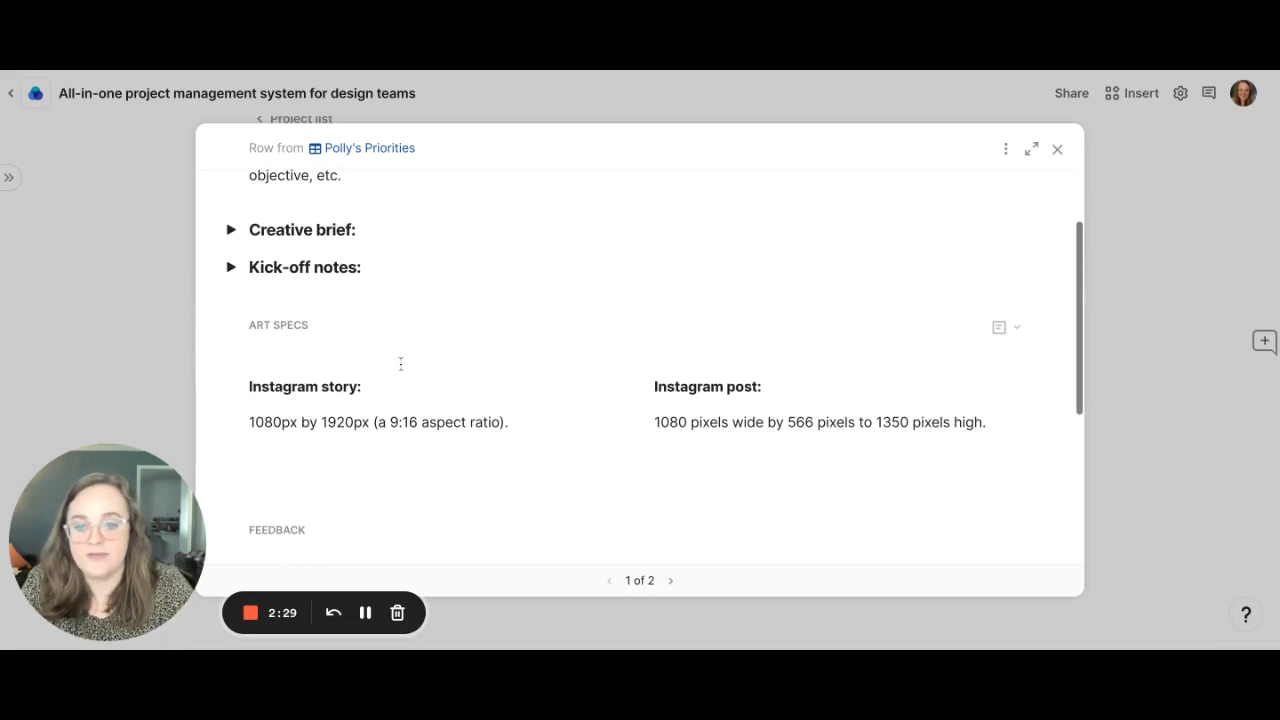 All-in-one project management system for design teams
Share
Insert
Project list
Row from Polly's Priorities
objective, etc.
Creative brief:
Kick-off notes:
ART SPECS
Instagram story:
1080px by 1920px (a 9:16 aspect ratio).
Instagram post:
1080 pixels wide by 566 pixels to 1350 pixels high.
FEEDBACK
1 of 2
2:29
?